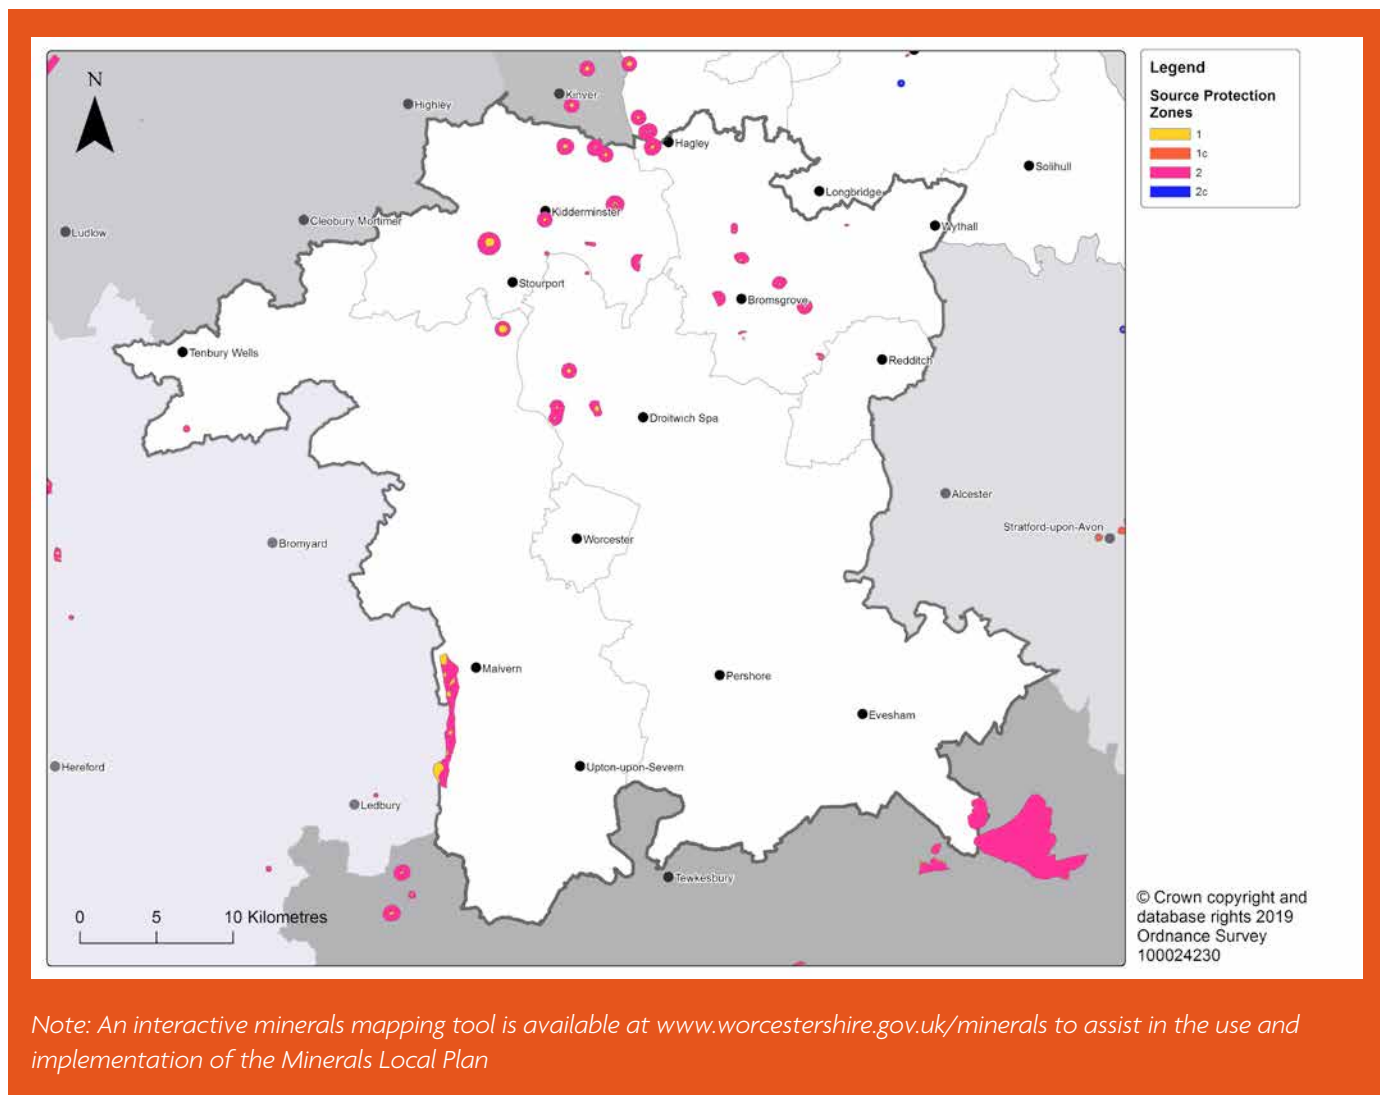 N
Highley
Kinver
Hagley
Solihull
Longbridge
Cleobury Mortimer
Kidderminster
Ludlow
Wythall
Stourport
Bromsgrove
Tenbury Wells
Redditch
Droitwich Spa
Alcester
Stratford-upon-Avon
Bromyard
Worcester
Malvern
Pershore
Evesham
Hereford
Upton-upon-Severn
Ledbury
Tewkesbury
0 5 10 Kilometres
Legend
Source Protection
Zones
1
1c
2
2c
© Crown copyright and
database rights 2019
Ordnance Survey
100024230
Note: An interactive minerals mapping tool is available at www.worcestershire.gov.uk/minerals to assist in the use and
implementation of the Minerals Local Plan